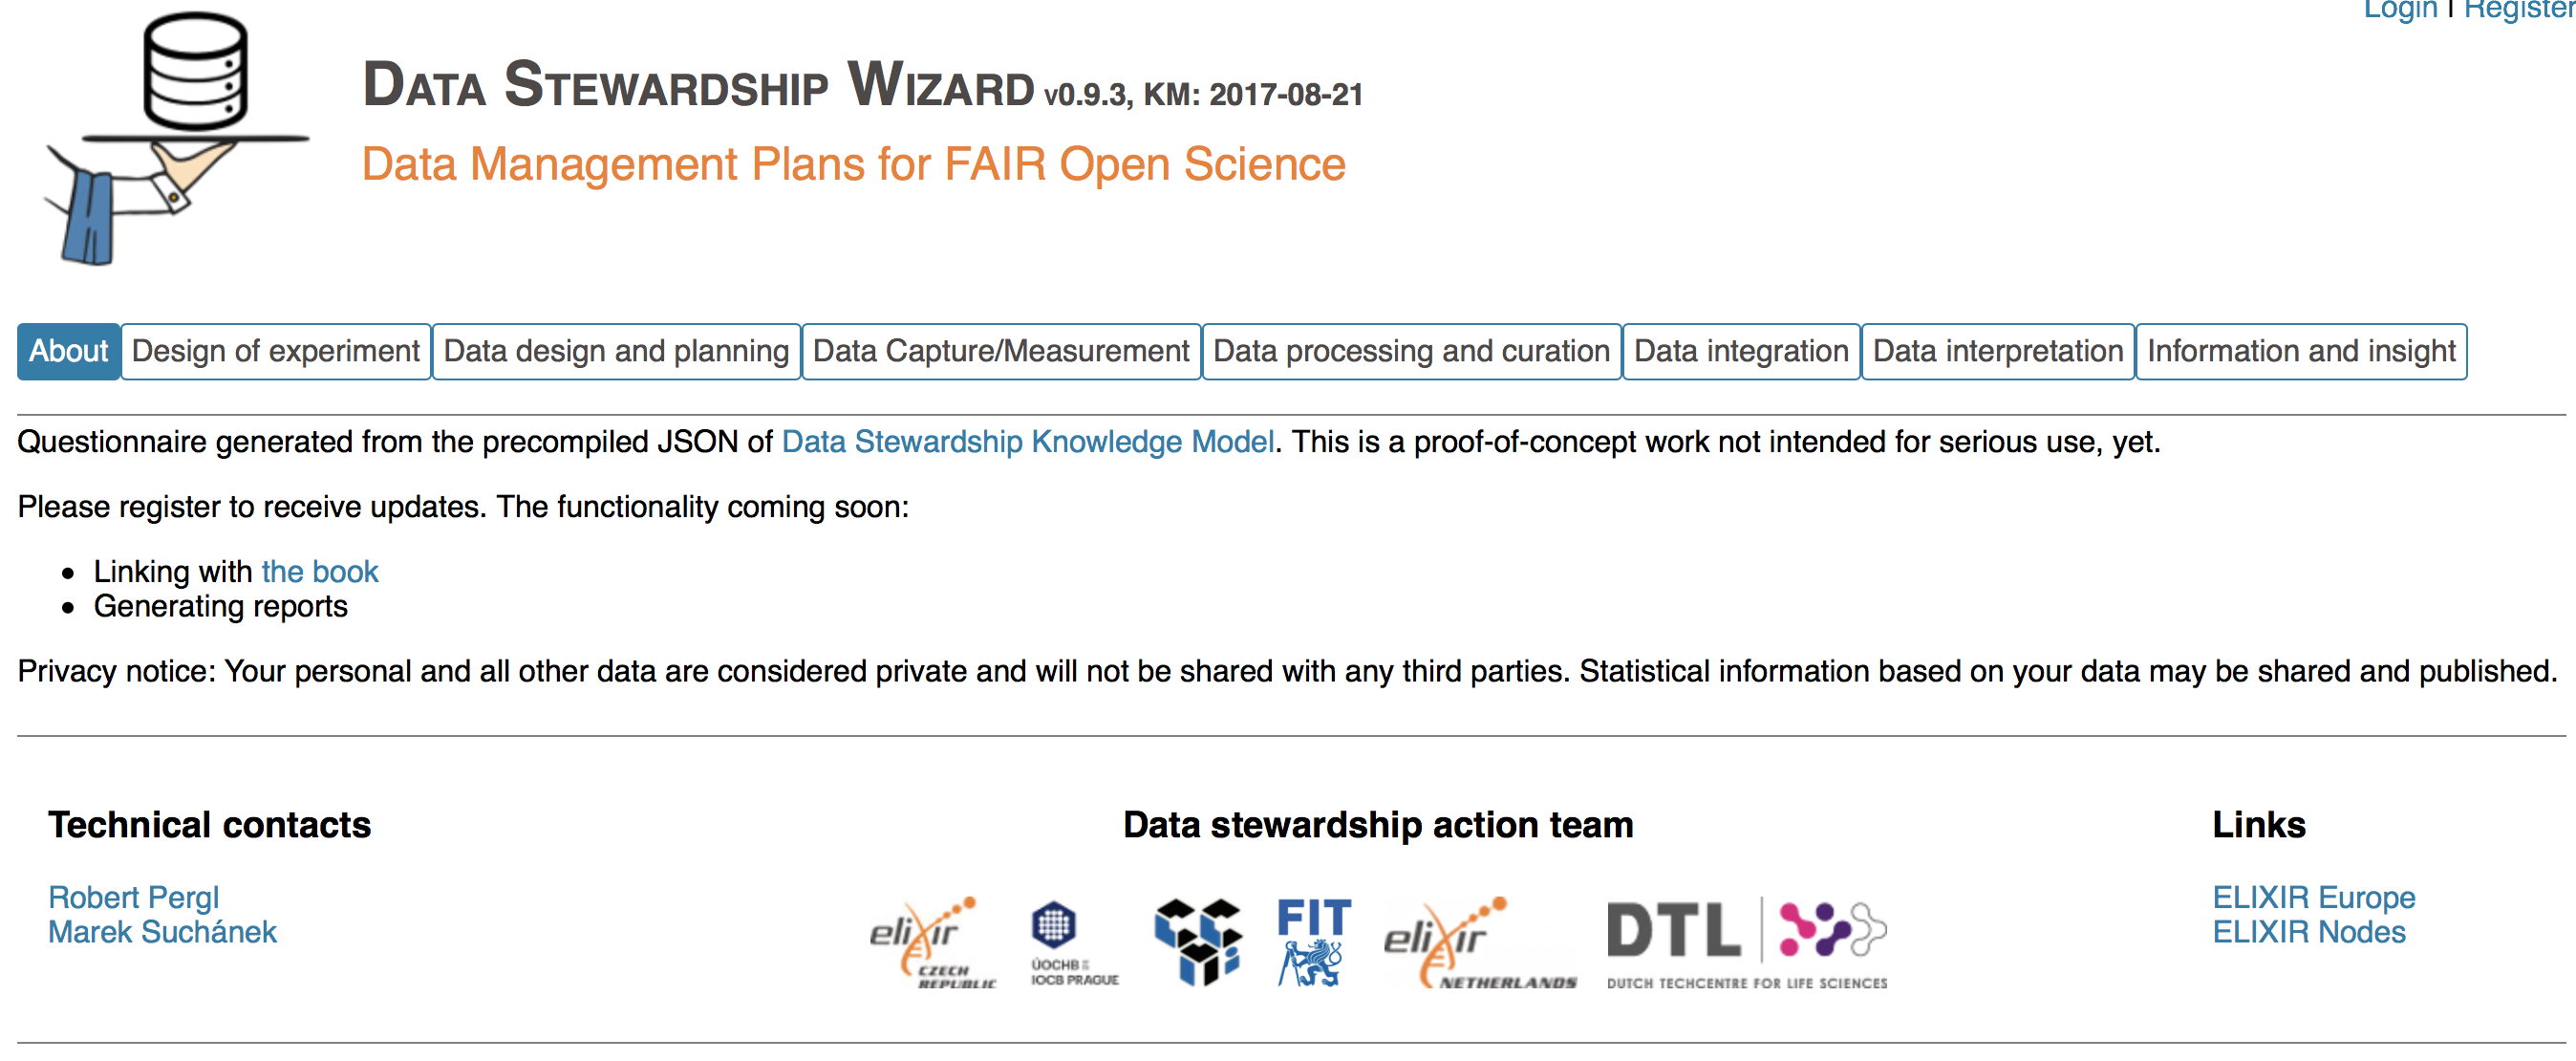 Login | Register
DATA STEWARDSHIP WIZARD v0.9.3, KM: 2017-08-21
Data Management Plans for FAIR Open Science
About Design of experiment Data design and planning Data Capture/Measurement Data processing and curation Data integration Data interpretation Information and insight
Questionnaire generated from the precompiled JSON of Data Stewardship Knowledge Model. This is a proof-of-concept work not intended for serious use, yet.
Please register to receive updates. The functionality coming soon:
• Linking with the book
• Generating reports
Privacy notice: Your personal and all other data are considered private and will not be shared with any third parties. Statistical information based on your data may be shared and published.
Technical contacts
Robert Pergl
Marek Suchánek
Data stewardship action team
elixir
CZECH
REPUBLIC
ÚOCHB
IOCB PRAGUE
FIT
elixir
NETHERLANDS
DTL
DUTCH TECHCENTRE FOR LIFE SCIENCES
Links
ELIXIR Europe
ELIXIR Nodes